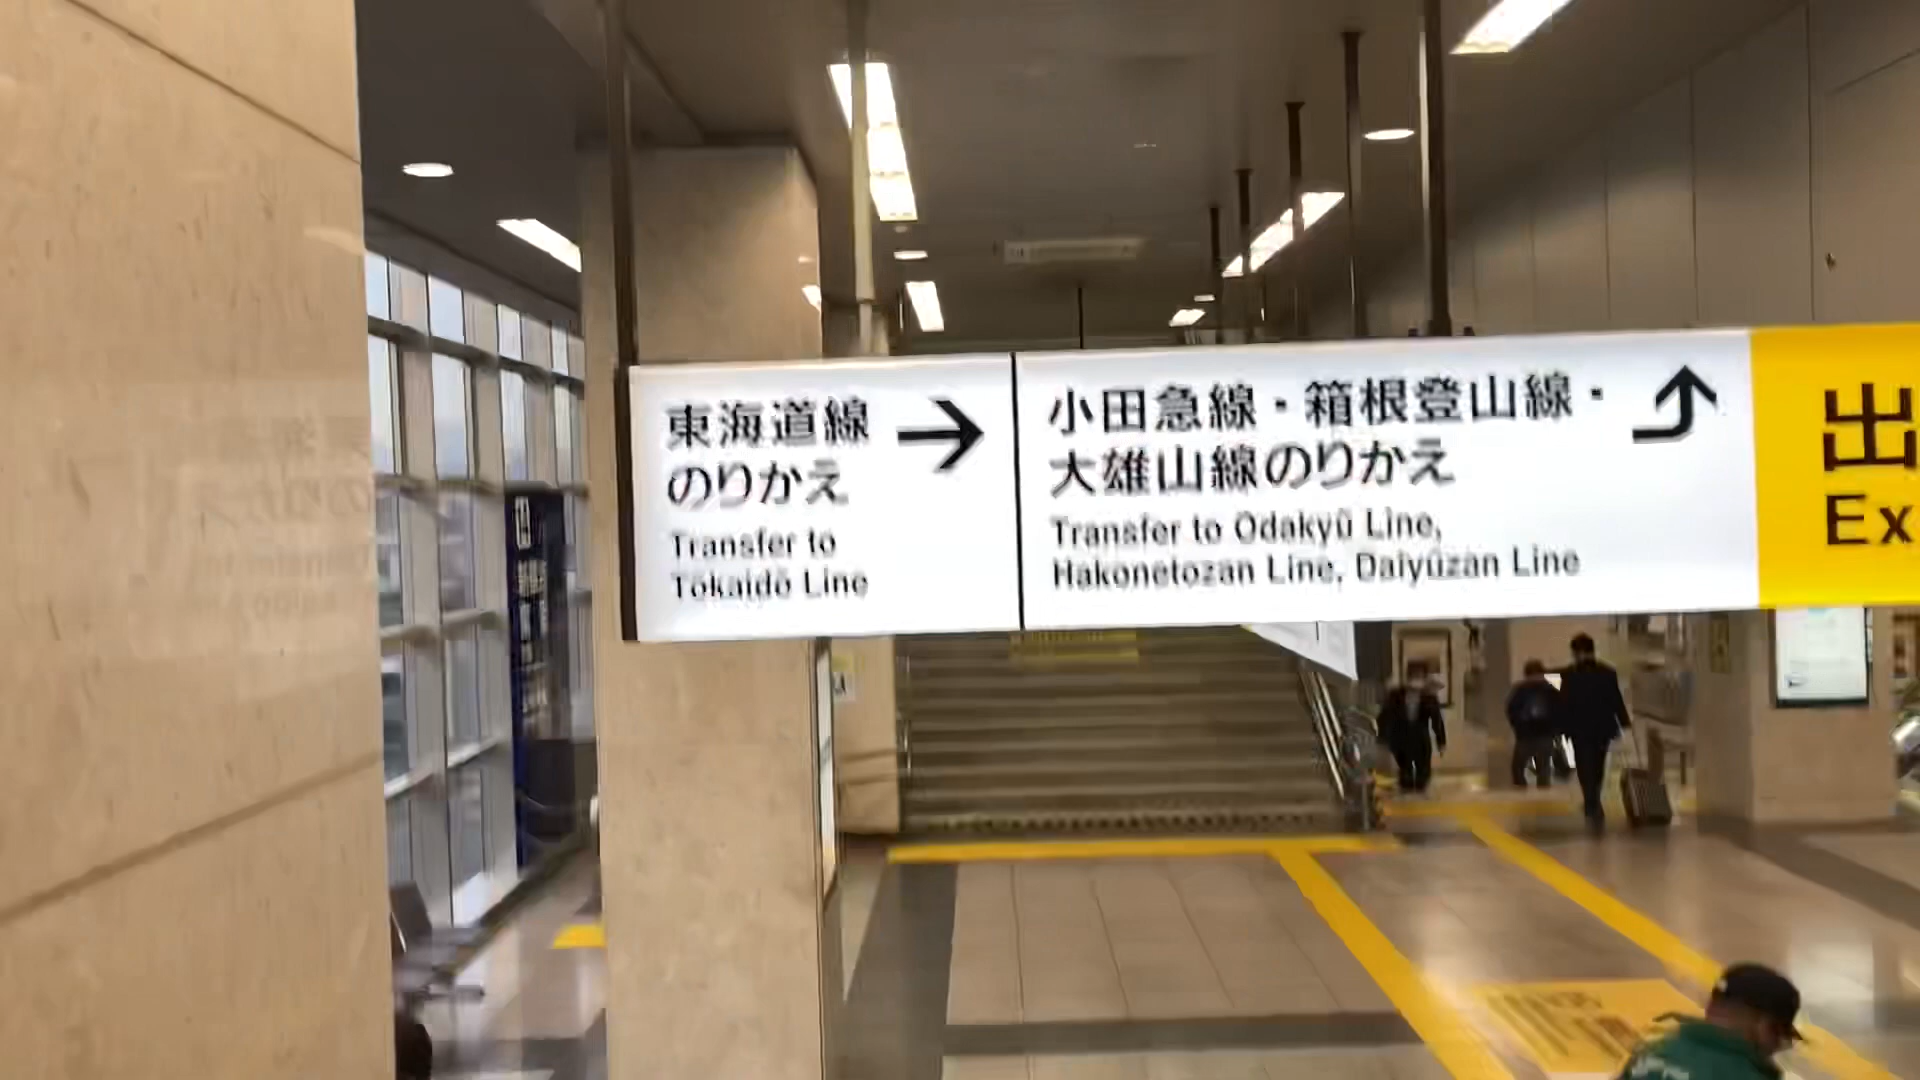 東海道線
のりかえ
Transfer to
Tōkaidō Line
小田急線・箱根登山線・
大雄山線のりかえ
Transfer to Odakyū Line,
Hakonetozan Line, Daiyūzan Line
出
Ex